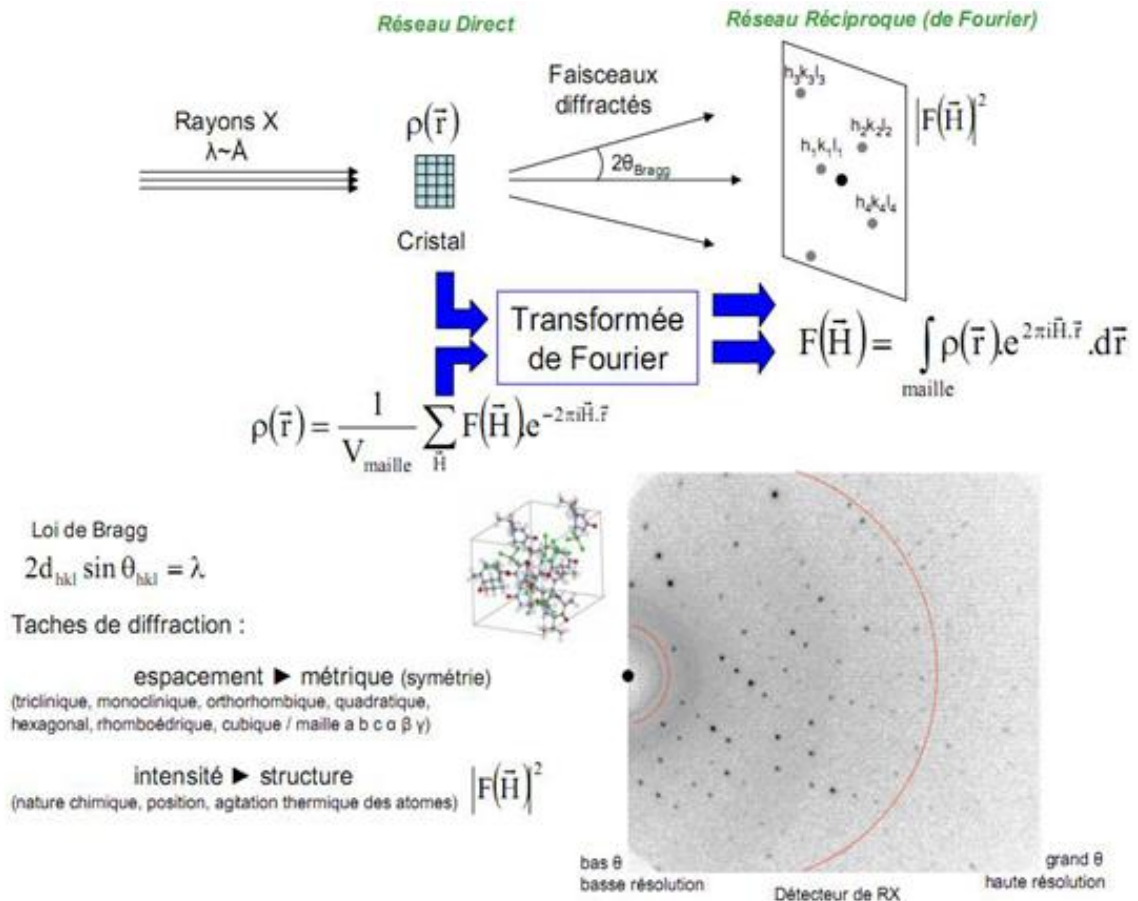 Réseau Direct
Réseau Réciproque (de Fourier)
Rayons X
λ~Å
ρ(r⃗)
Cristal
Faisceaux
diffractés
2θBragg
h₃k₃l₃
h₂k₂l₂
h₁k₁l₁
h₄k₄l₄
|F(H⃗)|²
Transformée
de Fourier
F(H⃗) = ∫maille ρ(r⃗).e^{2πiH⃗.r⃗}.dr⃗
ρ(r⃗) = 1/Vmaille ∑H⃗ F(H⃗).e^{-2πiH⃗.r⃗}
Loi de Bragg
2dhkl sin θhkl = λ
Taches de diffraction :
espacement ► métrique (symétrie)
(triclinique, monoclinique, orthorhombique, quadratique,
hexagonal, rhomboédrique, cubique / maille a b c α β γ)
intensité ► structure
(nature chimique, position, agitation thermique des atomes) |F(H⃗)|²
bas θ
basse résolution
Détecteur de RX
grand θ
haute résolution